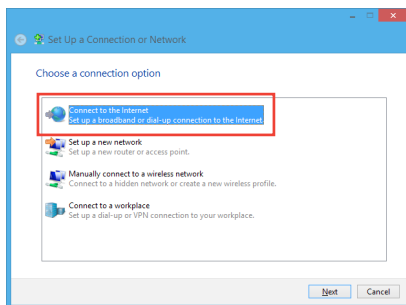 Set Up a Connection or Network
Choose a connection option
Connect to the Internet
Set up a broadband or dial-up connection to the Internet.
Set up a new network
Set up a new router or access point.
Manually connect to a wireless network
Connect to a hidden network or create a new wireless profile.
Connect to a workplace
Set up a dial-up or VPN connection to your workplace.
Next Cancel